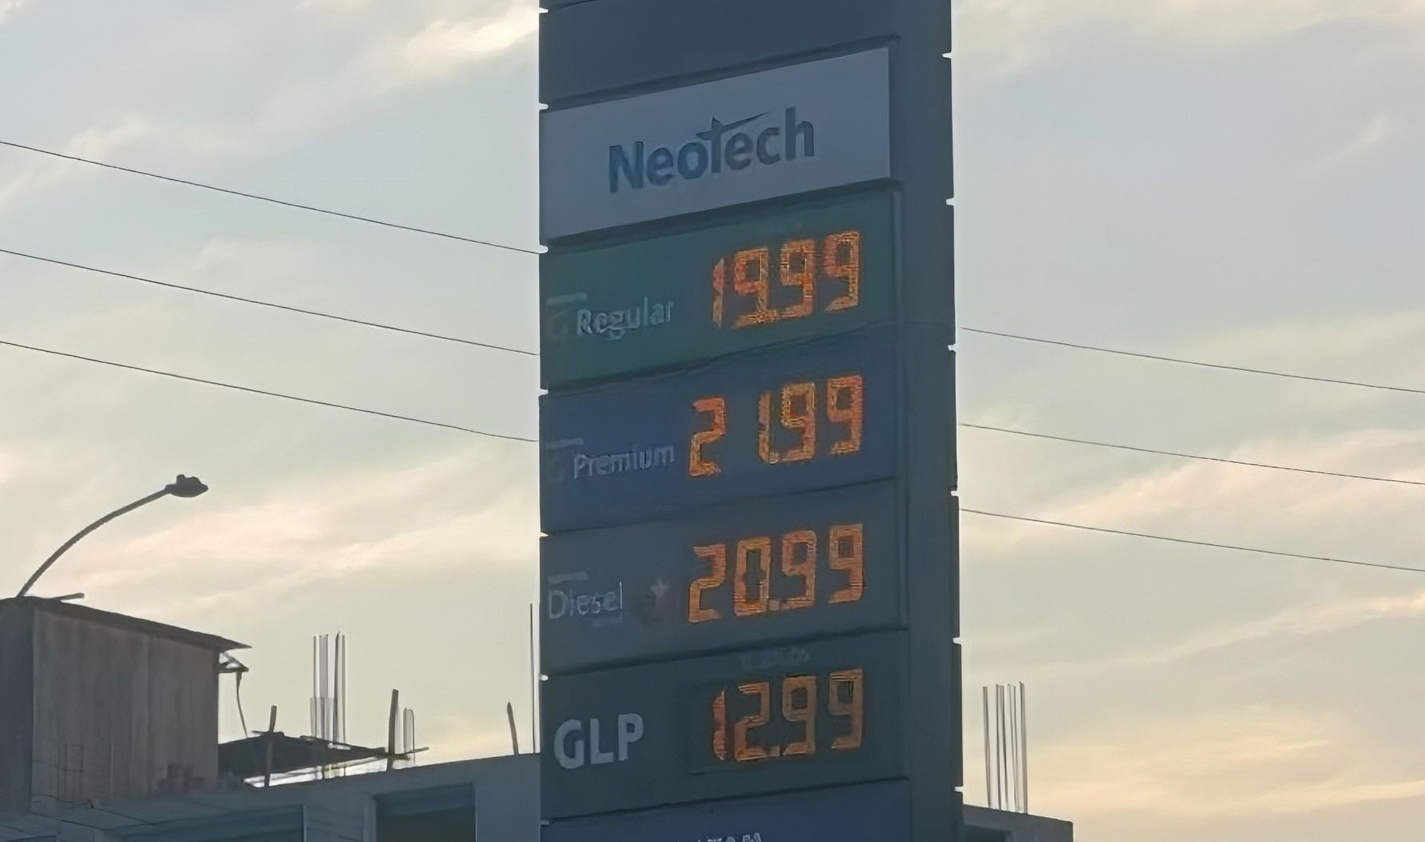 NeoTech
G Regular 19.99
G Premium 21.99
Diesel 20.99
GLP 12.99